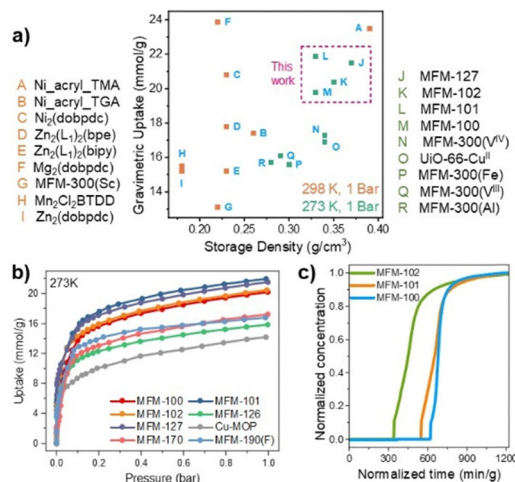 a)
A Ni_acryl_TMA
B Ni_acryl_TGA
C Ni2(dobpdc)
D Zn2(L1)2(bpe)
E Zn2(L1)2(bipy)
F Mg2(dobpdc)
G MFM-300(Sc)
H Mn2Cl2BTDD
I Zn2(dobpdc)
Gravimetric Uptake (mmol/g)
24
22
20
18
16
14
F
A
C
L
J
K
M
D
B
N
O
H
I
E
Q
R
P
G
This
work
298 K, 1 Bar
273 K, 1 Bar
0.20 0.25 0.30 0.35 0.40
Storage Density (g/cm³)
J MFM-127
K MFM-102
L MFM-101
M MFM-100
N MFM-300(Vᴵⱽ)
O UiO-66-Cuᴵᴵ
P MFM-300(Fe)
Q MFM-300(Vᴵᴵᴵ)
R MFM-300(Al)
b)
273K
Uptake (mmol/g)
24
20
16
12
8
4
0
MFM-100 MFM-101
MFM-102 MFM-126
MFM-127 Cu-MOP
MFM-170 MFM-190(F)
0.0 0.2 0.4 0.6 0.8 1.0
Pressure (bar)
c)
Normalized concentration
1.0
0.8
0.6
0.4
0.2
0.0
MFM-102
MFM-101
MFM-100
0 300 600 900 1200
Normalized time (min/g)